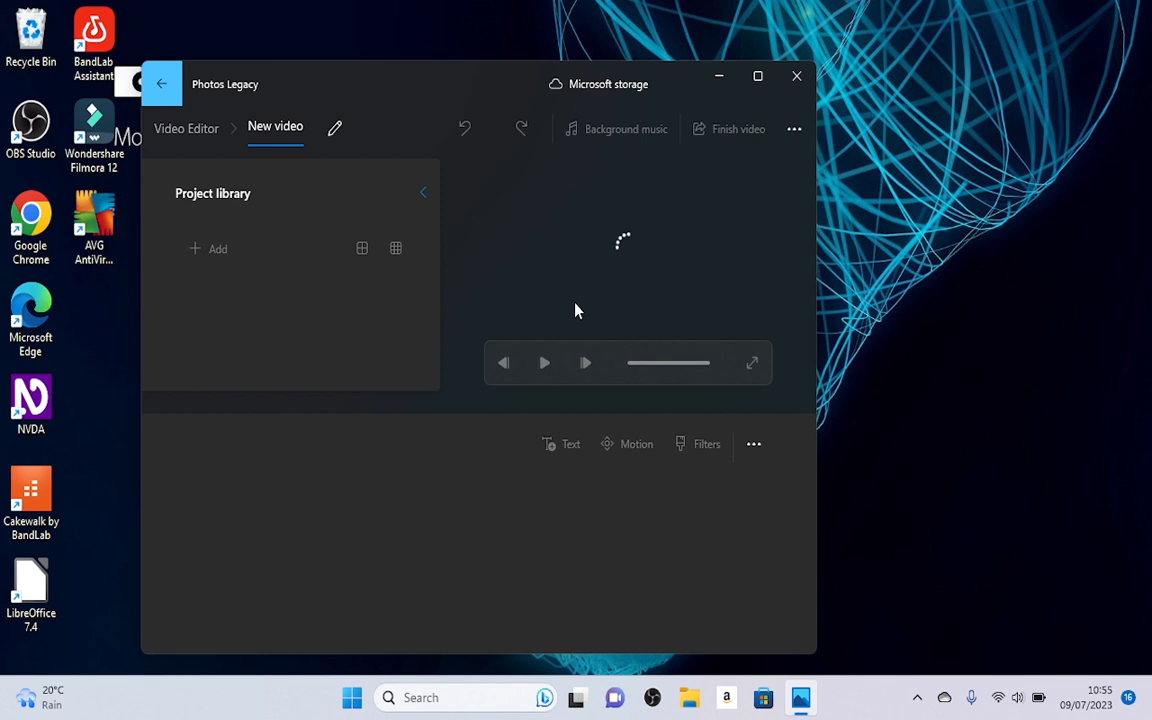 Recycle Bin
BandLab
Assistant
OBS Studio
Wondershare
Filmora 12
Mo
Google
Chrome
AVG
AntiVir...
Microsoft
Edge
NVDA
Cakewalk by
BandLab
LibreOffice
7.4
Photos Legacy
Microsoft storage
Video Editor
New video
Background music
Finish video
Project library
Add
Text
Motion
Filters
20°C
Rain
Search
10:55
09/07/2023
16